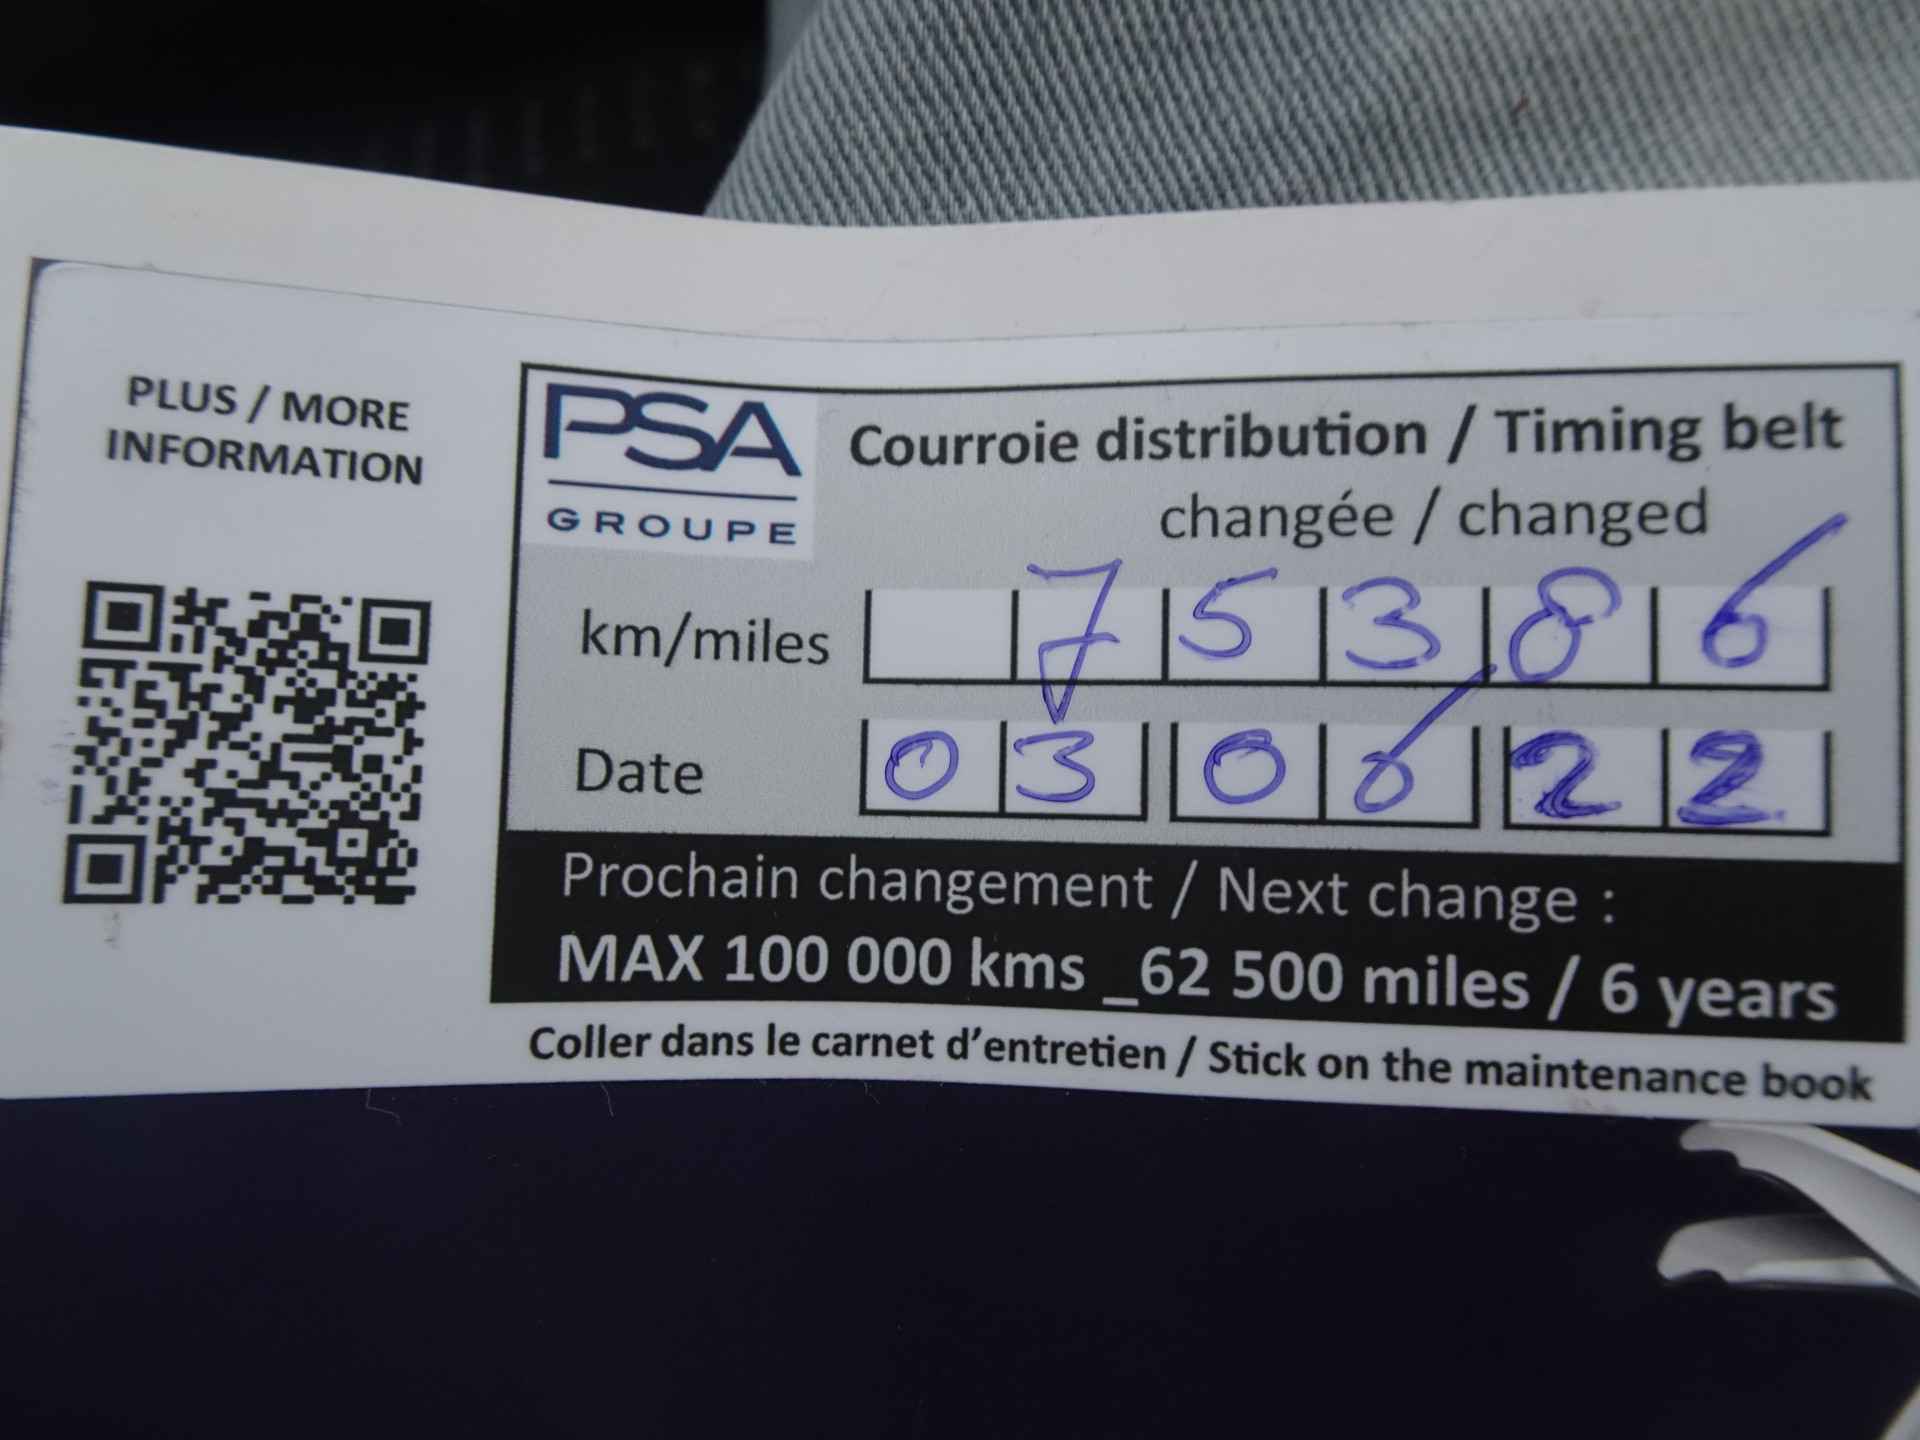 PLUS / MORE
INFORMATION
PSA
GROUPE
Courroie distribution / Timing belt
changée / changed
km/miles 75386
Date 03 06 22
Prochain changement / Next change :
MAX 100 000 kms _62 500 miles / 6 years
Coller dans le carnet d'entretien / Stick on the maintenance book